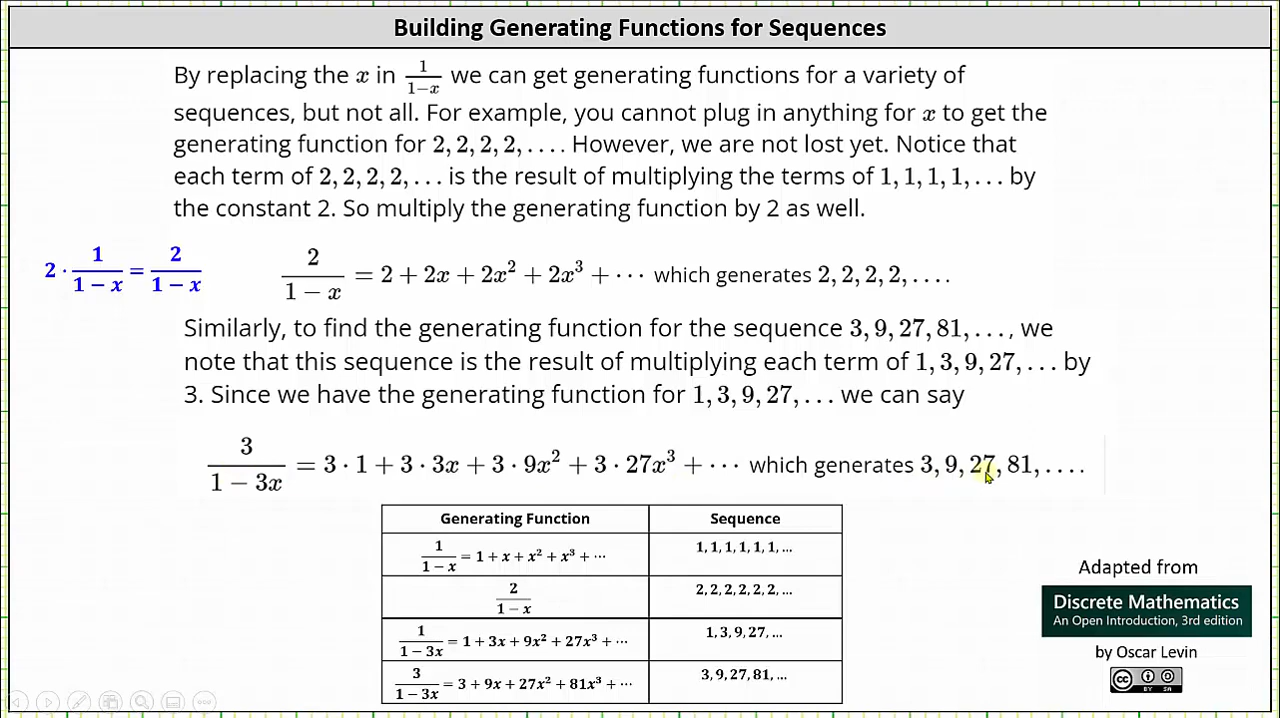 Building Generating Functions for Sequences
By replacing the x in 1/(1−x) we can get generating functions for a variety of
sequences, but not all. For example, you cannot plug in anything for x to get the
generating function for 2, 2, 2, 2, . . . . However, we are not lost yet. Notice that
each term of 2, 2, 2, 2, . . . is the result of multiplying the terms of 1, 1, 1, 1, . . . by
the constant 2. So multiply the generating function by 2 as well.
2 · 1/(1 − x) = 2/(1 − x)
2/(1 − x) = 2 + 2x + 2x² + 2x³ + ⋯ which generates 2, 2, 2, 2, . . . .
Similarly, to find the generating function for the sequence 3, 9, 27, 81, . . . , we
note that this sequence is the result of multiplying each term of 1, 3, 9, 27, . . . by
3. Since we have the generating function for 1, 3, 9, 27, . . . we can say
3/(1 − 3x) = 3 · 1 + 3 · 3x + 3 · 9x² + 3 · 27x³ + ⋯ which generates 3, 9, 27, 81, . . . .
Generating Function Sequence
1/(1 − x) = 1 + x + x² + x³ + ⋯ 1, 1, 1, 1, 1, 1, …
2/(1 − x) 2, 2, 2, 2, 2, 2, …
1/(1 − 3x) = 1 + 3x + 9x² + 27x³ + ⋯ 1, 3, 9, 27, …
3/(1 − 3x) = 3 + 9x + 27x² + 81x³ + ⋯ 3, 9, 27, 81, …
Adapted from
Discrete Mathematics
An Open Introduction, 3rd edition
by Oscar Levin
CC BY SA